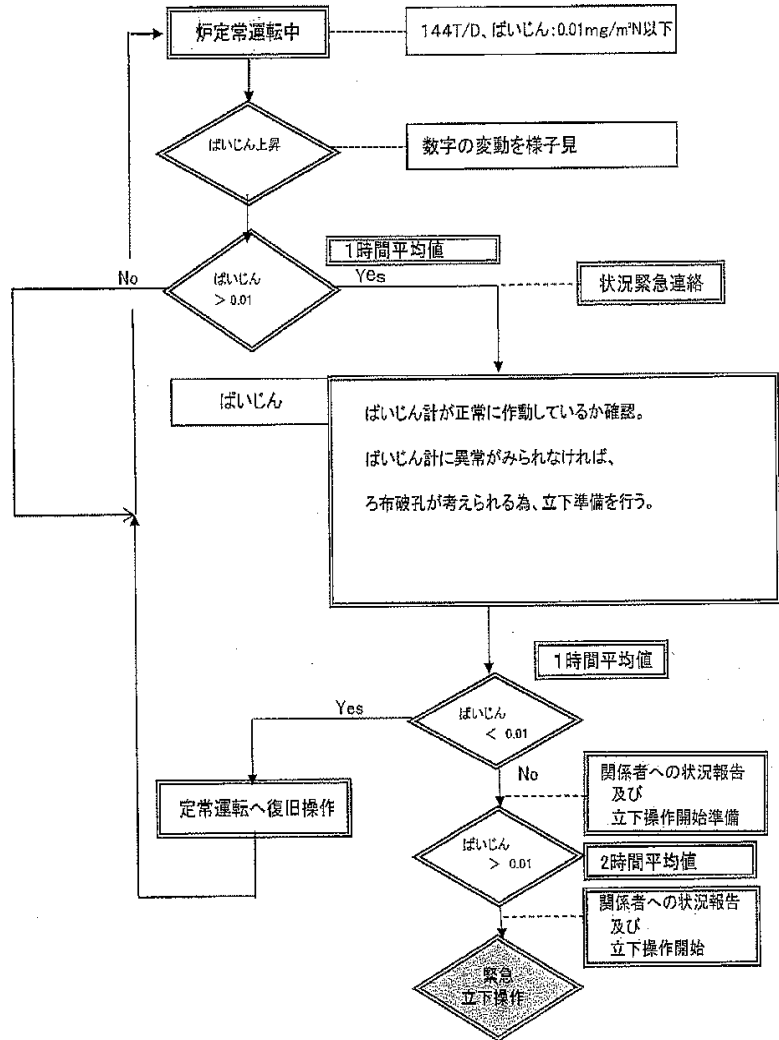 炉定常運転中
144T/D、ばいじん:0.01mg/m³N以下
ばいじん上昇
数字の変動を様子見
1時間平均値
No
ばいじん
> 0.01
Yes
状況緊急連絡
ばいじん
ばいじん計が正常に作動しているか確認。
ばいじん計に異常がみられなければ、
ろ布破孔が考えられる為、立下準備を行う。
1時間平均値
Yes
ばいじん
< 0.01
No
関係者への状況報告
及び
立下操作開始準備
定常運転へ復旧操作
ばいじん
> 0.01
2時間平均値
関係者への状況報告
及び
立下操作開始
緊急
立下操作